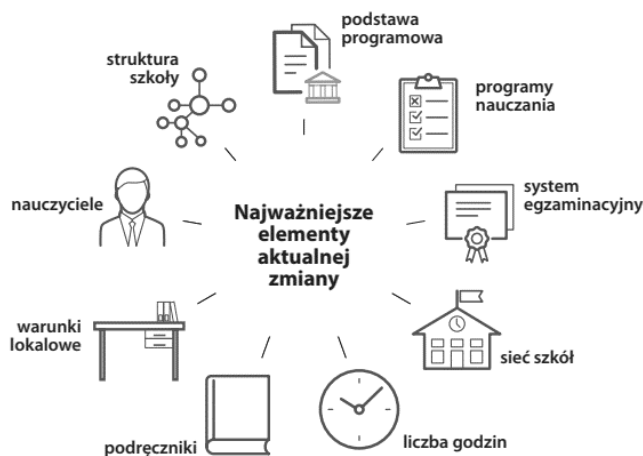 podstawa
programowa
struktura
szkoły
programy
nauczania
nauczyciele
system
egzaminacyjny
Najważniejsze
elementy
aktualnej
zmiany
warunki
lokalowe
sieć szkół
podręczniki
liczba godzin